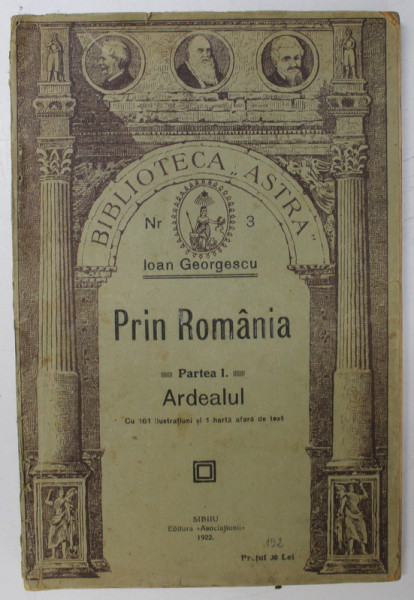 BIBLIOTECA „ASTRA"
Nr 3
Ioan Georgescu
Prin România
Partea I.
Ardealul
Cu 161 ilustrațiuni și 1 hartă afară de text
SIBIIU
Editura «Asociațiunii»
1922.
192
Prețul Lei